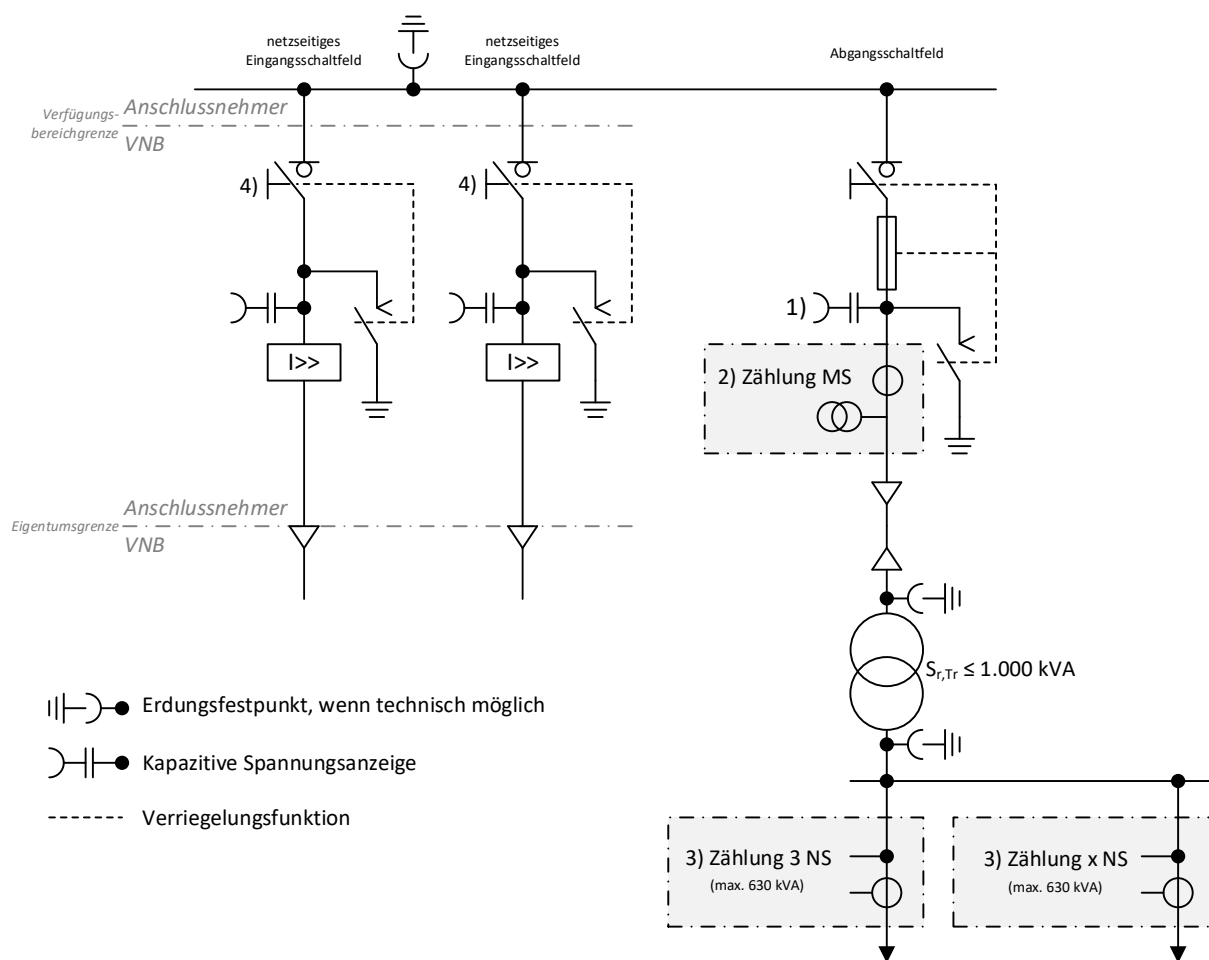 netzseitiges
Eingangsschaltfeld
netzseitiges
Eingangsschaltfeld
Abgangsschaltfeld
Verfügungs-
bereichgrenze
Anschlussnehmer
VNB
4)
4)
1)
I>>
I>>
2) Zählung MS
Eigentumsgrenze
Anschlussnehmer
VNB
Sr,Tr ≤ 1.000 kVA
Erdungsfestpunkt, wenn technisch möglich
Kapazitive Spannungsanzeige
Verriegelungsfunktion
3) Zählung 3 NS
(max. 630 kVA)
3) Zählung x NS
(max. 630 kVA)